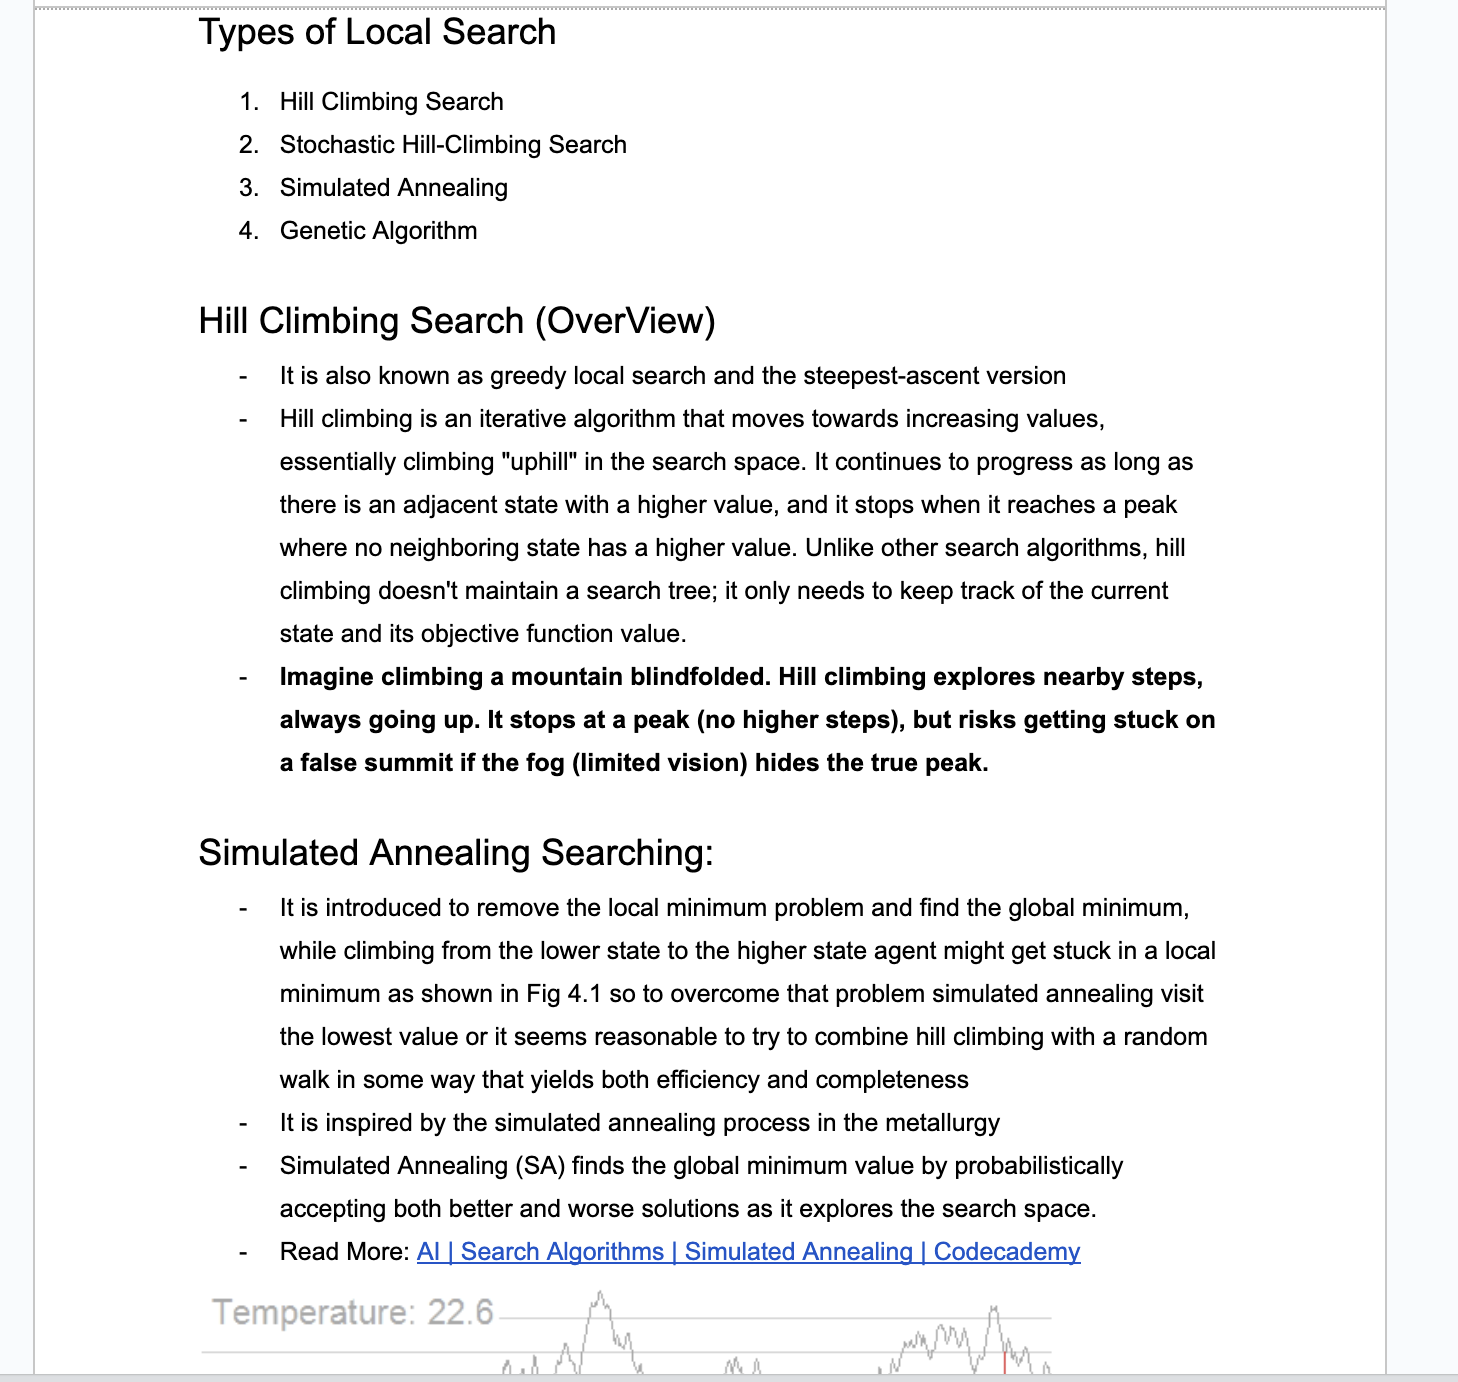 Types of Local Search
1. Hill Climbing Search
2. Stochastic Hill-Climbing Search
3. Simulated Annealing
4. Genetic Algorithm
Hill Climbing Search (OverView)
- It is also known as greedy local search and the steepest-ascent version
- Hill climbing is an iterative algorithm that moves towards increasing values,
essentially climbing "uphill" in the search space. It continues to progress as long as
there is an adjacent state with a higher value, and it stops when it reaches a peak
where no neighboring state has a higher value. Unlike other search algorithms, hill
climbing doesn't maintain a search tree; it only needs to keep track of the current
state and its objective function value.
- Imagine climbing a mountain blindfolded. Hill climbing explores nearby steps,
always going up. It stops at a peak (no higher steps), but risks getting stuck on
a false summit if the fog (limited vision) hides the true peak.
Simulated Annealing Searching:
- It is introduced to remove the local minimum problem and find the global minimum,
while climbing from the lower state to the higher state agent might get stuck in a local
minimum as shown in Fig 4.1 so to overcome that problem simulated annealing visit
the lowest value or it seems reasonable to try to combine hill climbing with a random
walk in some way that yields both efficiency and completeness
- It is inspired by the simulated annealing process in the metallurgy
- Simulated Annealing (SA) finds the global minimum value by probabilistically
accepting both better and worse solutions as it explores the search space.
- Read More: AI | Search Algorithms | Simulated Annealing | Codecademy
Temperature: 22.6